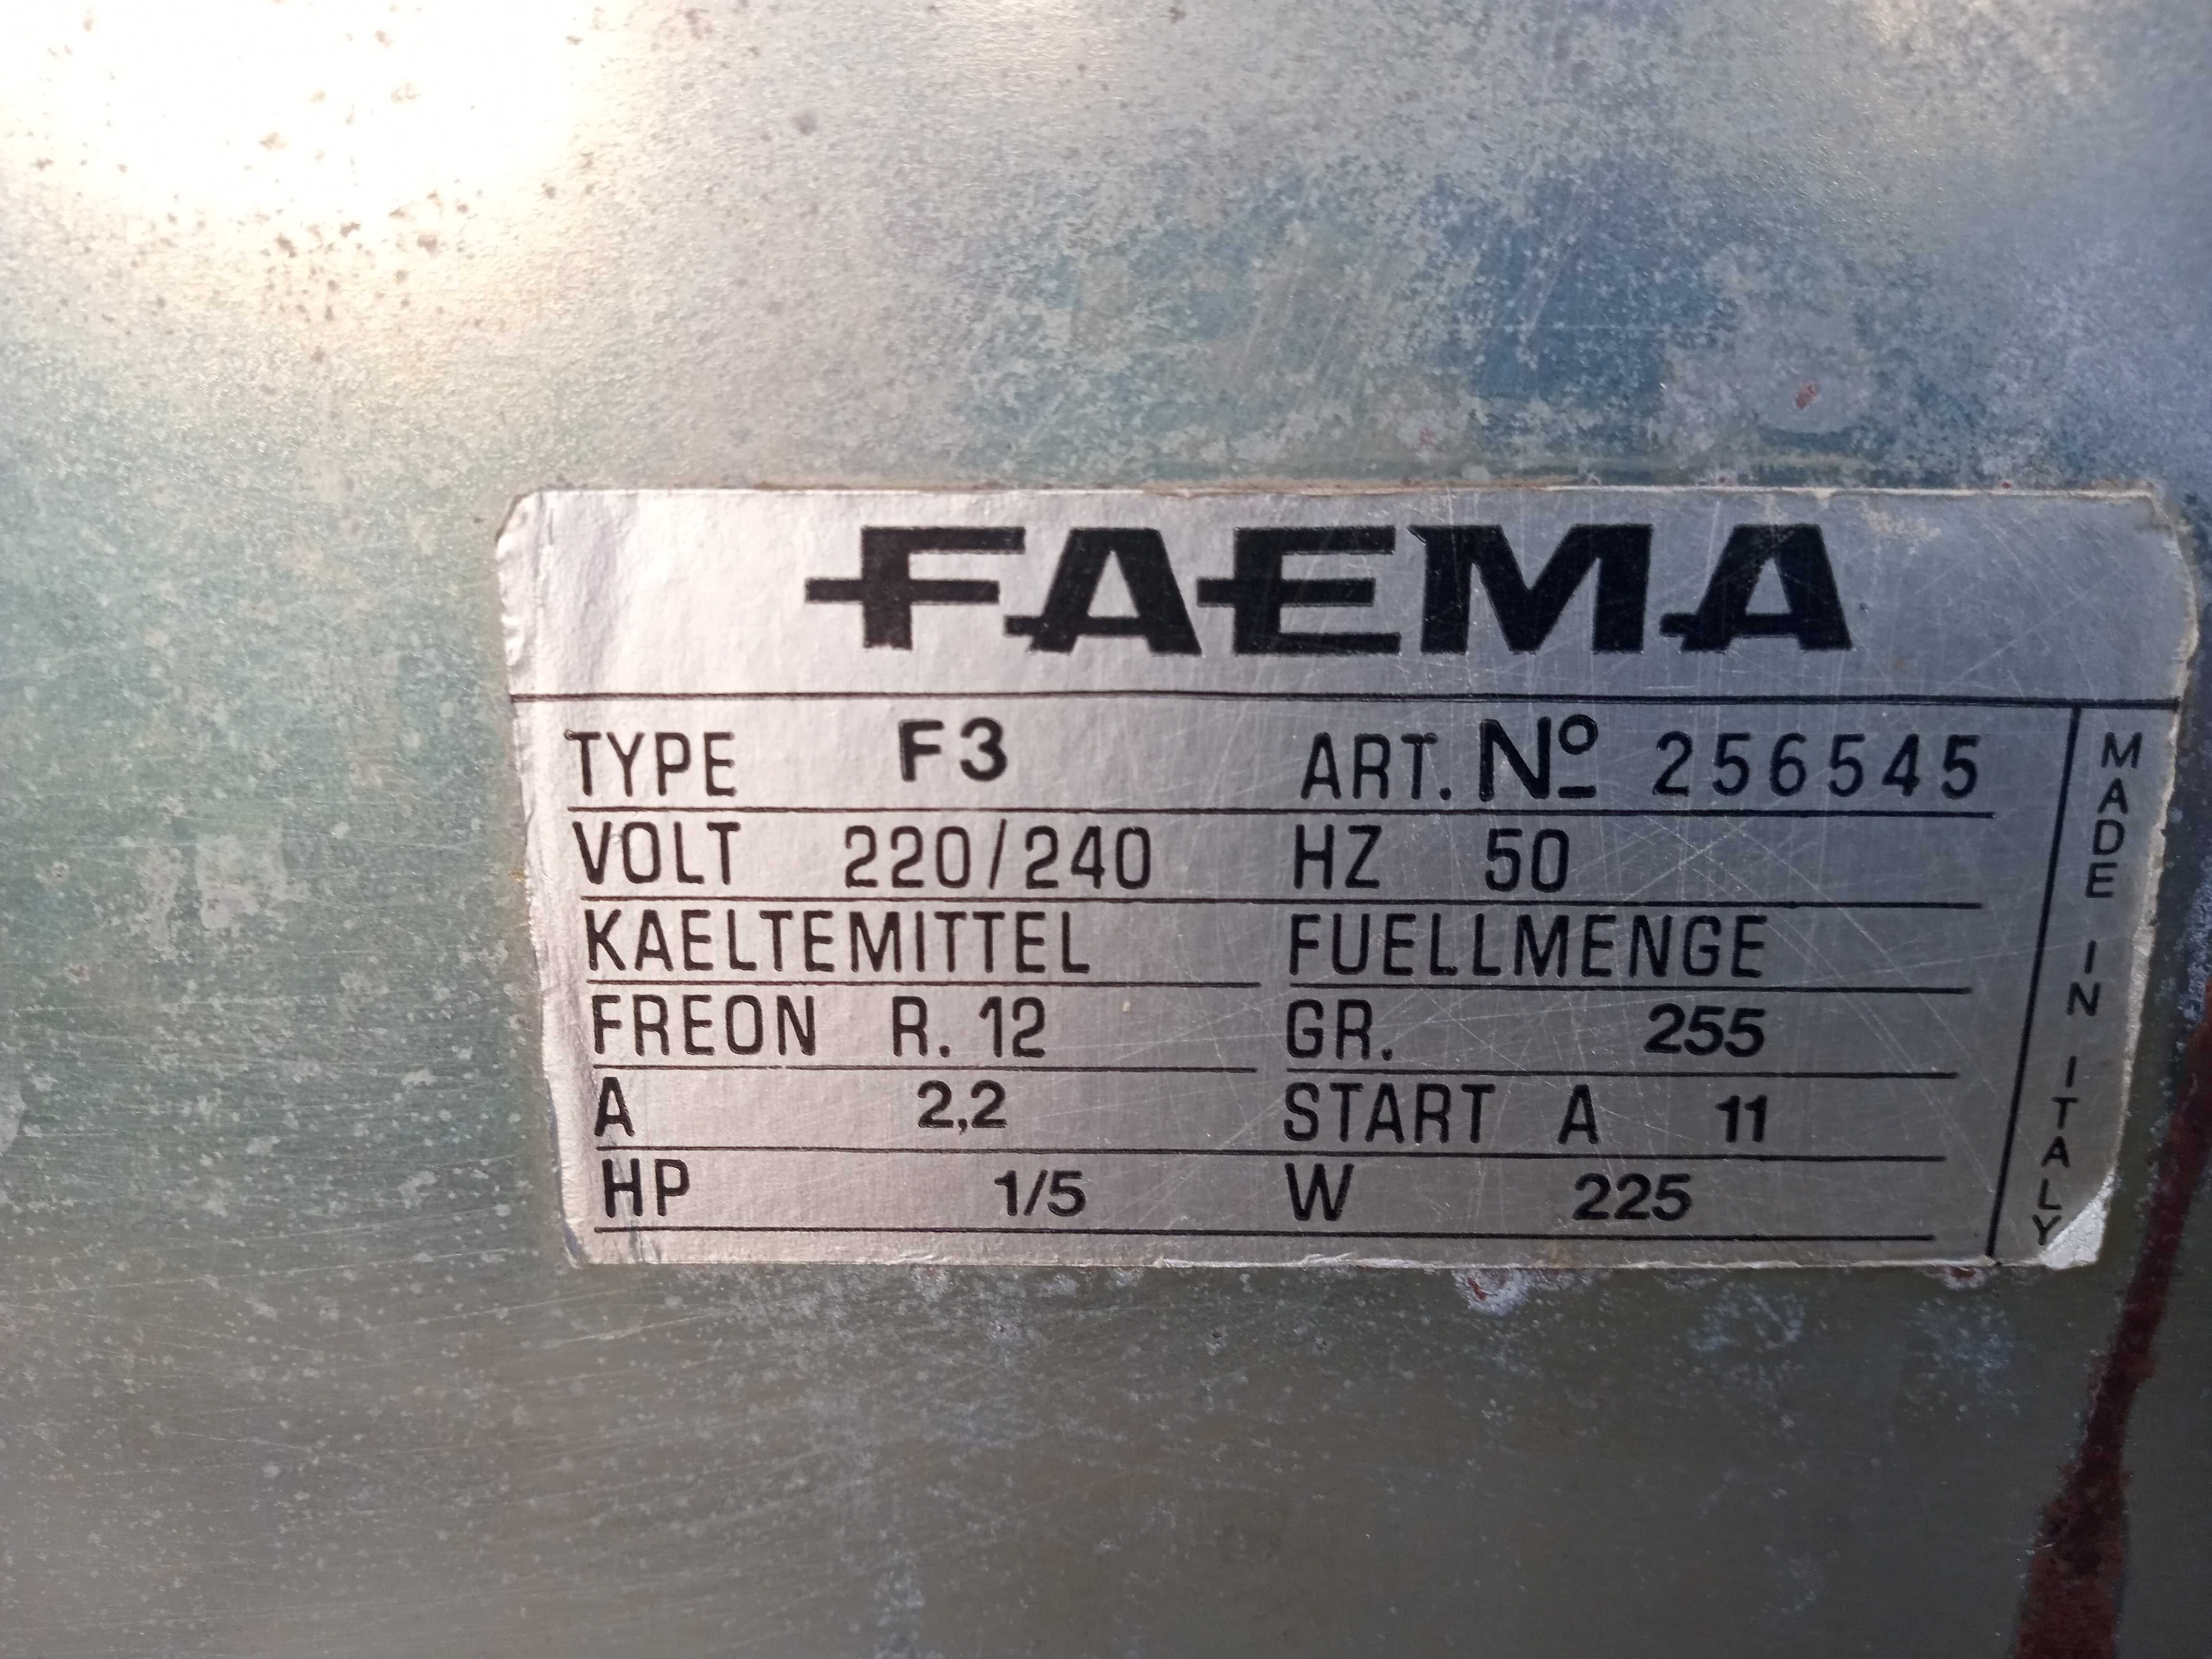 FAEMA
TYPE F3 ART. Nº 256545
VOLT 220/240 HZ 50
KAELTEMITTEL FUELLMENGE
FREON R. 12 GR. 255
A 2,2 START A 11
HP 1/5 W 225
MADE IN ITALY